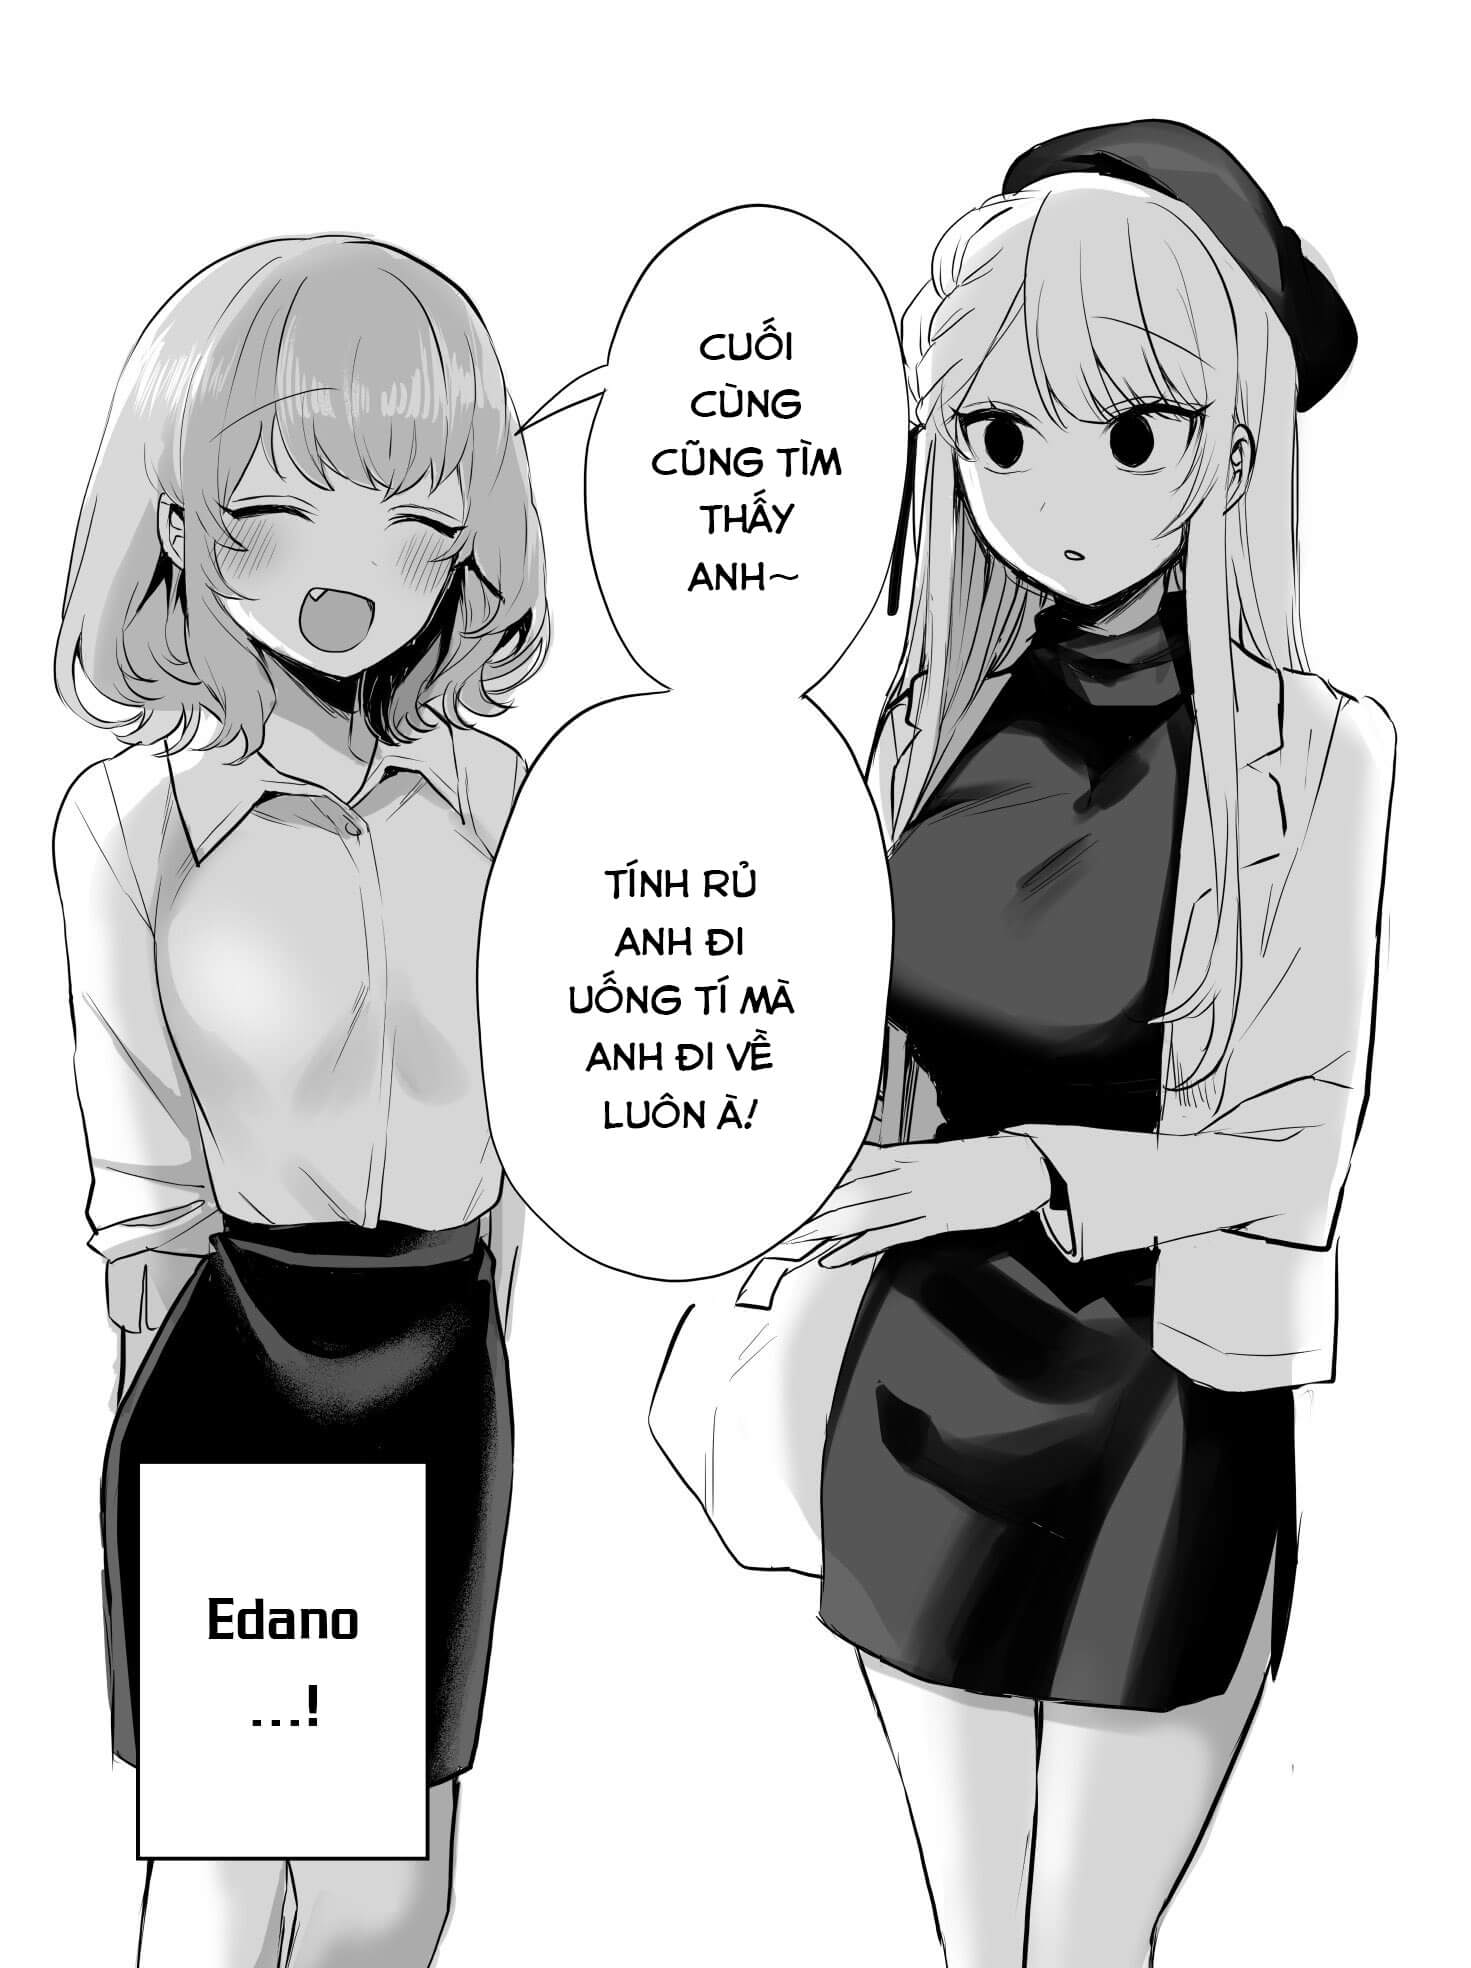 CUỐI
CÙNG
CŨNG TÌM
THẤY
ANH~
TÍNH RỦ
ANH ĐI
UỐNG TÍ MÀ
ANH ĐI VỀ
LUÔN À!
Edano
...!